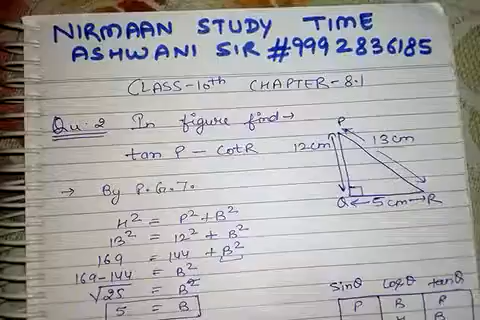 NIRMAAN STUDY TIME
ASHWANI SIR #9992836185
CLASS-10th CHAPTER-8.1
Qu:2 In figure find→
tan P - Cot R
P
12cm
13cm
Q ←5cm→ R
→ By P.G.T.
H² = P² + B²
13² = 12² + B²
169 = 144 + B²
169-144 = B²
√25 = B²
5 = B
Sinθ Cosθ tanθ
P B P
H B